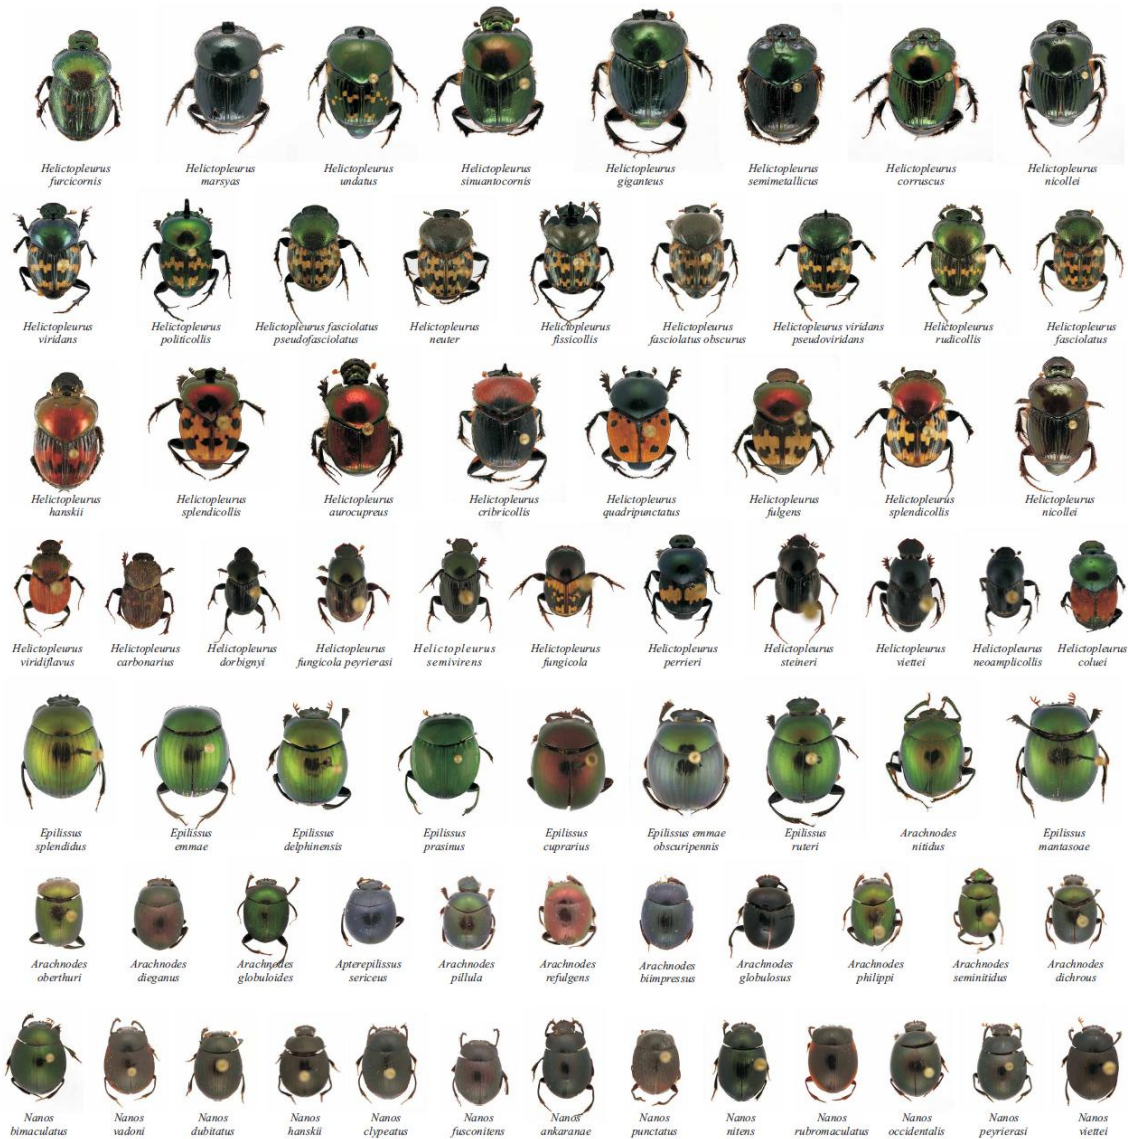 Helictopleurus
furcicornis
Helictopleurus
marsyas
Helictopleurus
undatus
Helictopleurus
sinuantocornis
Helictopleurus
giganteus
Helictopleurus
semimetallicus
Helictopleurus
corruscus
Helictopleurus
nicollei
Helictopleurus
viridans
Helictopleurus
politicollis
Helictopleurus fasciolatus
pseudofasciolatus
Helictopleurus
neuter
Helictopleurus
fissicollis
Helictopleurus
fasciolatus obscurus
Helictopleurus viridans
pseudoviridans
Helictopleurus
rudicollis
Helictopleurus
fasciolatus
Helictopleurus
hanskii
Helictopleurus
splendicollis
Helictopleurus
aurocupreus
Helictopleurus
cribricollis
Helictopleurus
quadripunctatus
Helictopleurus
fulgens
Helictopleurus
splendicollis
Helictopleurus
nicollei
Helictopleurus
viridiflavus
Helictopleurus
carbonarius
Helictopleurus
dorbignyi
Helictopleurus
fungicola peyrierasi
Helictopleurus
semivirens
Helictopleurus
fungicola
Helictopleurus
perrieri
Helictopleurus
steineri
Helictopleurus
viettei
Helictopleurus
neoamplicollis
Helictopleurus
coluei
Epilissus
splendidus
Epilissus
emmae
Epilissus
delphinensis
Epilissus
prasinus
Epilissus
cuprarius
Epilissus emmae
obscuripennis
Epilissus
ruteri
Arachnodes
nitidus
Epilissus
mantasoae
Arachnodes
oberthuri
Arachnodes
dieganus
Arachnodes
globuloides
Apterepilissus
sericeus
Arachnodes
pillula
Arachnodes
refulgens
Arachnodes
biimpressus
Arachnodes
globulosus
Arachnodes
philippi
Arachnodes
seminitidus
Arachnodes
dichrous
Nanos
bimaculatus
Nanos
vadoni
Nanos
dubitatus
Nanos
hanskii
Nanos
clypeatus
Nanos
fusconitens
Nanos
ankaranae
Nanos
punctatus
Nanos
nitens
Nanos
rubromaculatus
Nanos
occidentalis
Nanos
peyrierasi
Nanos
viettei